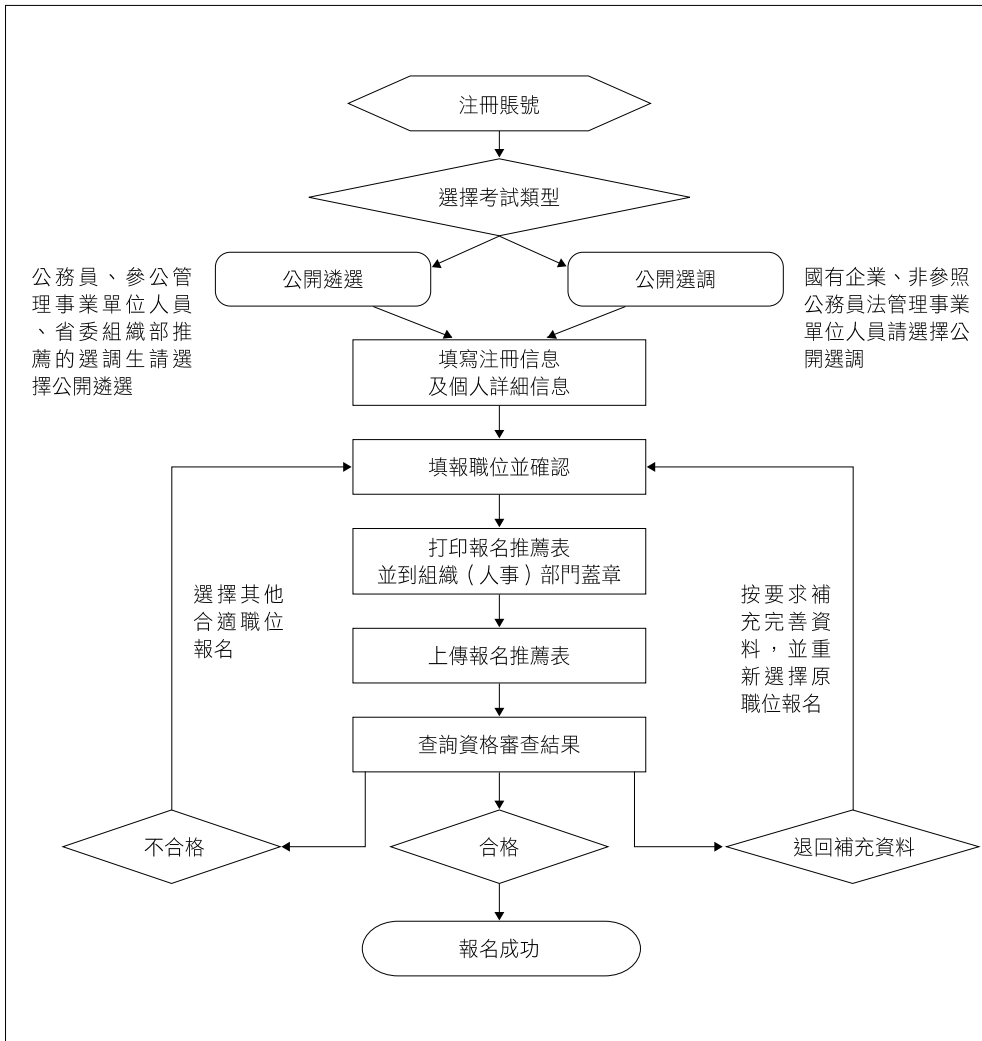 注冊賬號
選擇考試類型
公開遴選
公開選調
公務員、參公管
理事業單位人員
、省委組織部推
薦的選調生請選
擇公開遴選
國有企業、非參照
公務員法管理事業
單位人員請選擇公
開選調
填寫注冊信息
及個人詳細信息
填報職位並確認
打印報名推薦表
並到組織（人事）部門蓋章
選擇其他
合適職位
報名
按要求補
充完善資
料，並重
新選擇原
職位報名
上傳報名推薦表
查詢資格審查結果
不合格
合格
退回補充資料
報名成功